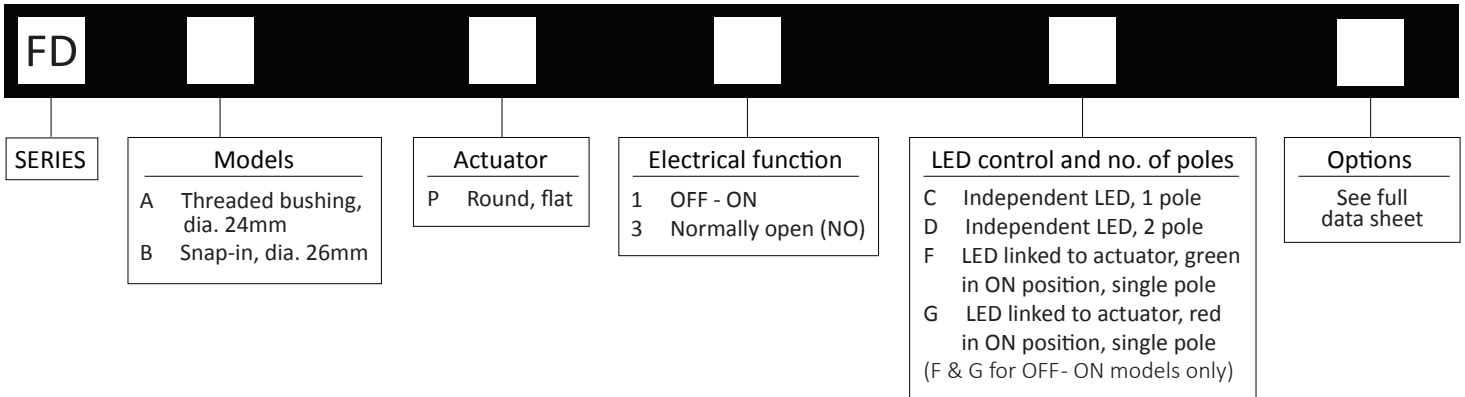 FD
SERIES
Models
A Threaded bushing,
dia. 24mm
B Snap-in, dia. 26mm
Actuator
P Round, flat
Electrical function
1 OFF - ON
3 Normally open (NO)
LED control and no. of poles
C Independent LED, 1 pole
D Independent LED, 2 pole
F LED linked to actuator, green
in ON position, single pole
G LED linked to actuator, red
in ON position, single pole
(F & G for OFF- ON models only)
Options
See full
data sheet